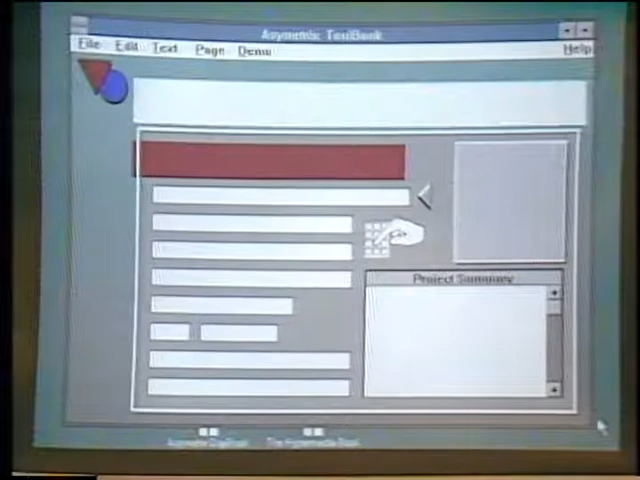 Asymetrix ToolBook
File Edit Text Page Demo Help
Project Summary